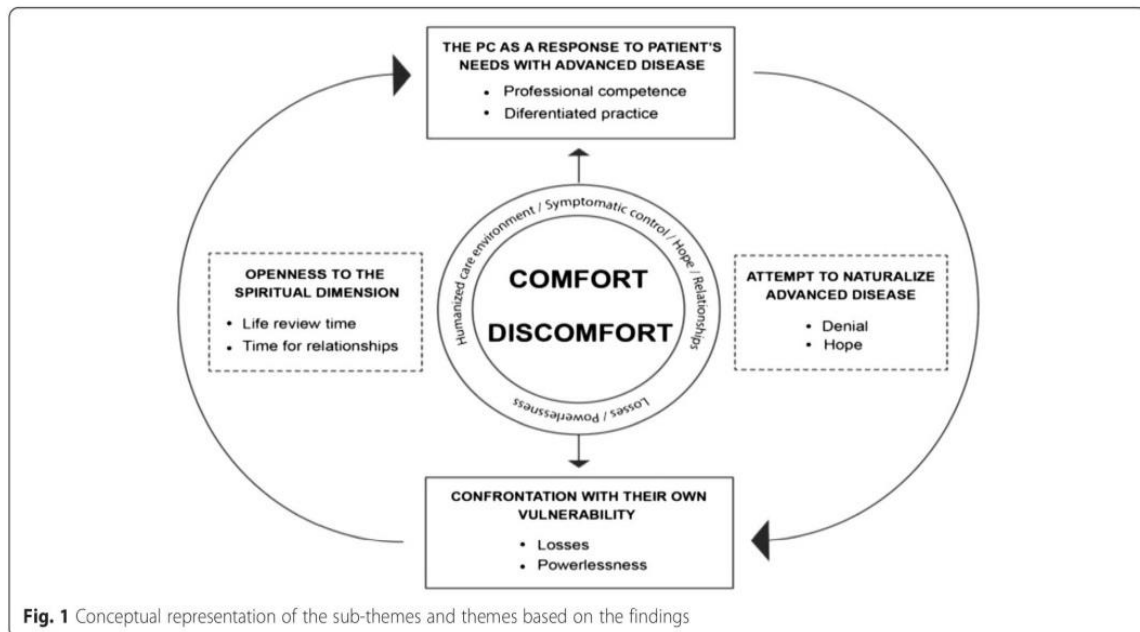 THE PC AS A RESPONSE TO PATIENT'S
NEEDS WITH ADVANCED DISEASE
• Professional competence
• Diferentiated practice
Humanized care environment / Symptomatic control / Hope / Relationships
OPENNESS TO THE
SPIRITUAL DIMENSION
• Life review time
• Time for relationships
COMFORT
DISCOMFORT
ATTEMPT TO NATURALIZE
ADVANCED DISEASE
• Denial
• Hope
Losses / Powerlessness
CONFRONTATION WITH THEIR OWN
VULNERABILITY
• Losses
• Powerlessness
Fig. 1 Conceptual representation of the sub-themes and themes based on the findings